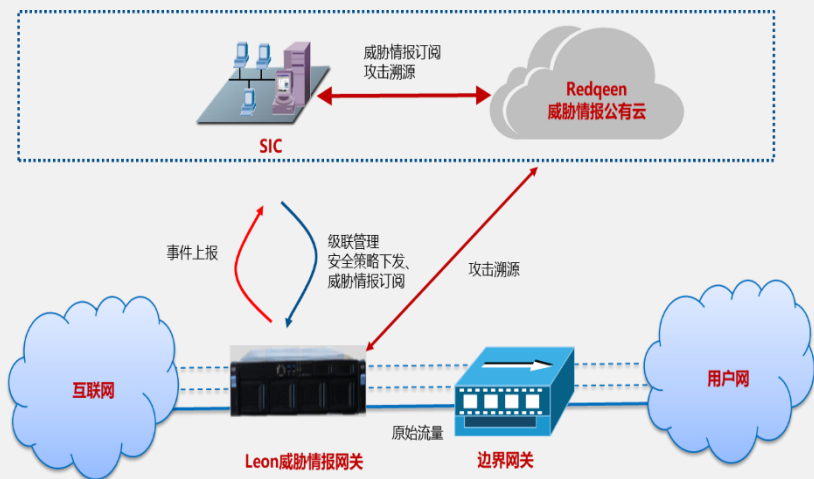 威胁情报订阅
攻击溯源
Redqeen
威胁情报公有云
SIC
事件上报
级联管理
安全策略下发、
威胁情报订阅
攻击溯源
互联网
用户网
原始流量
Leon威胁情报网关
边界网关